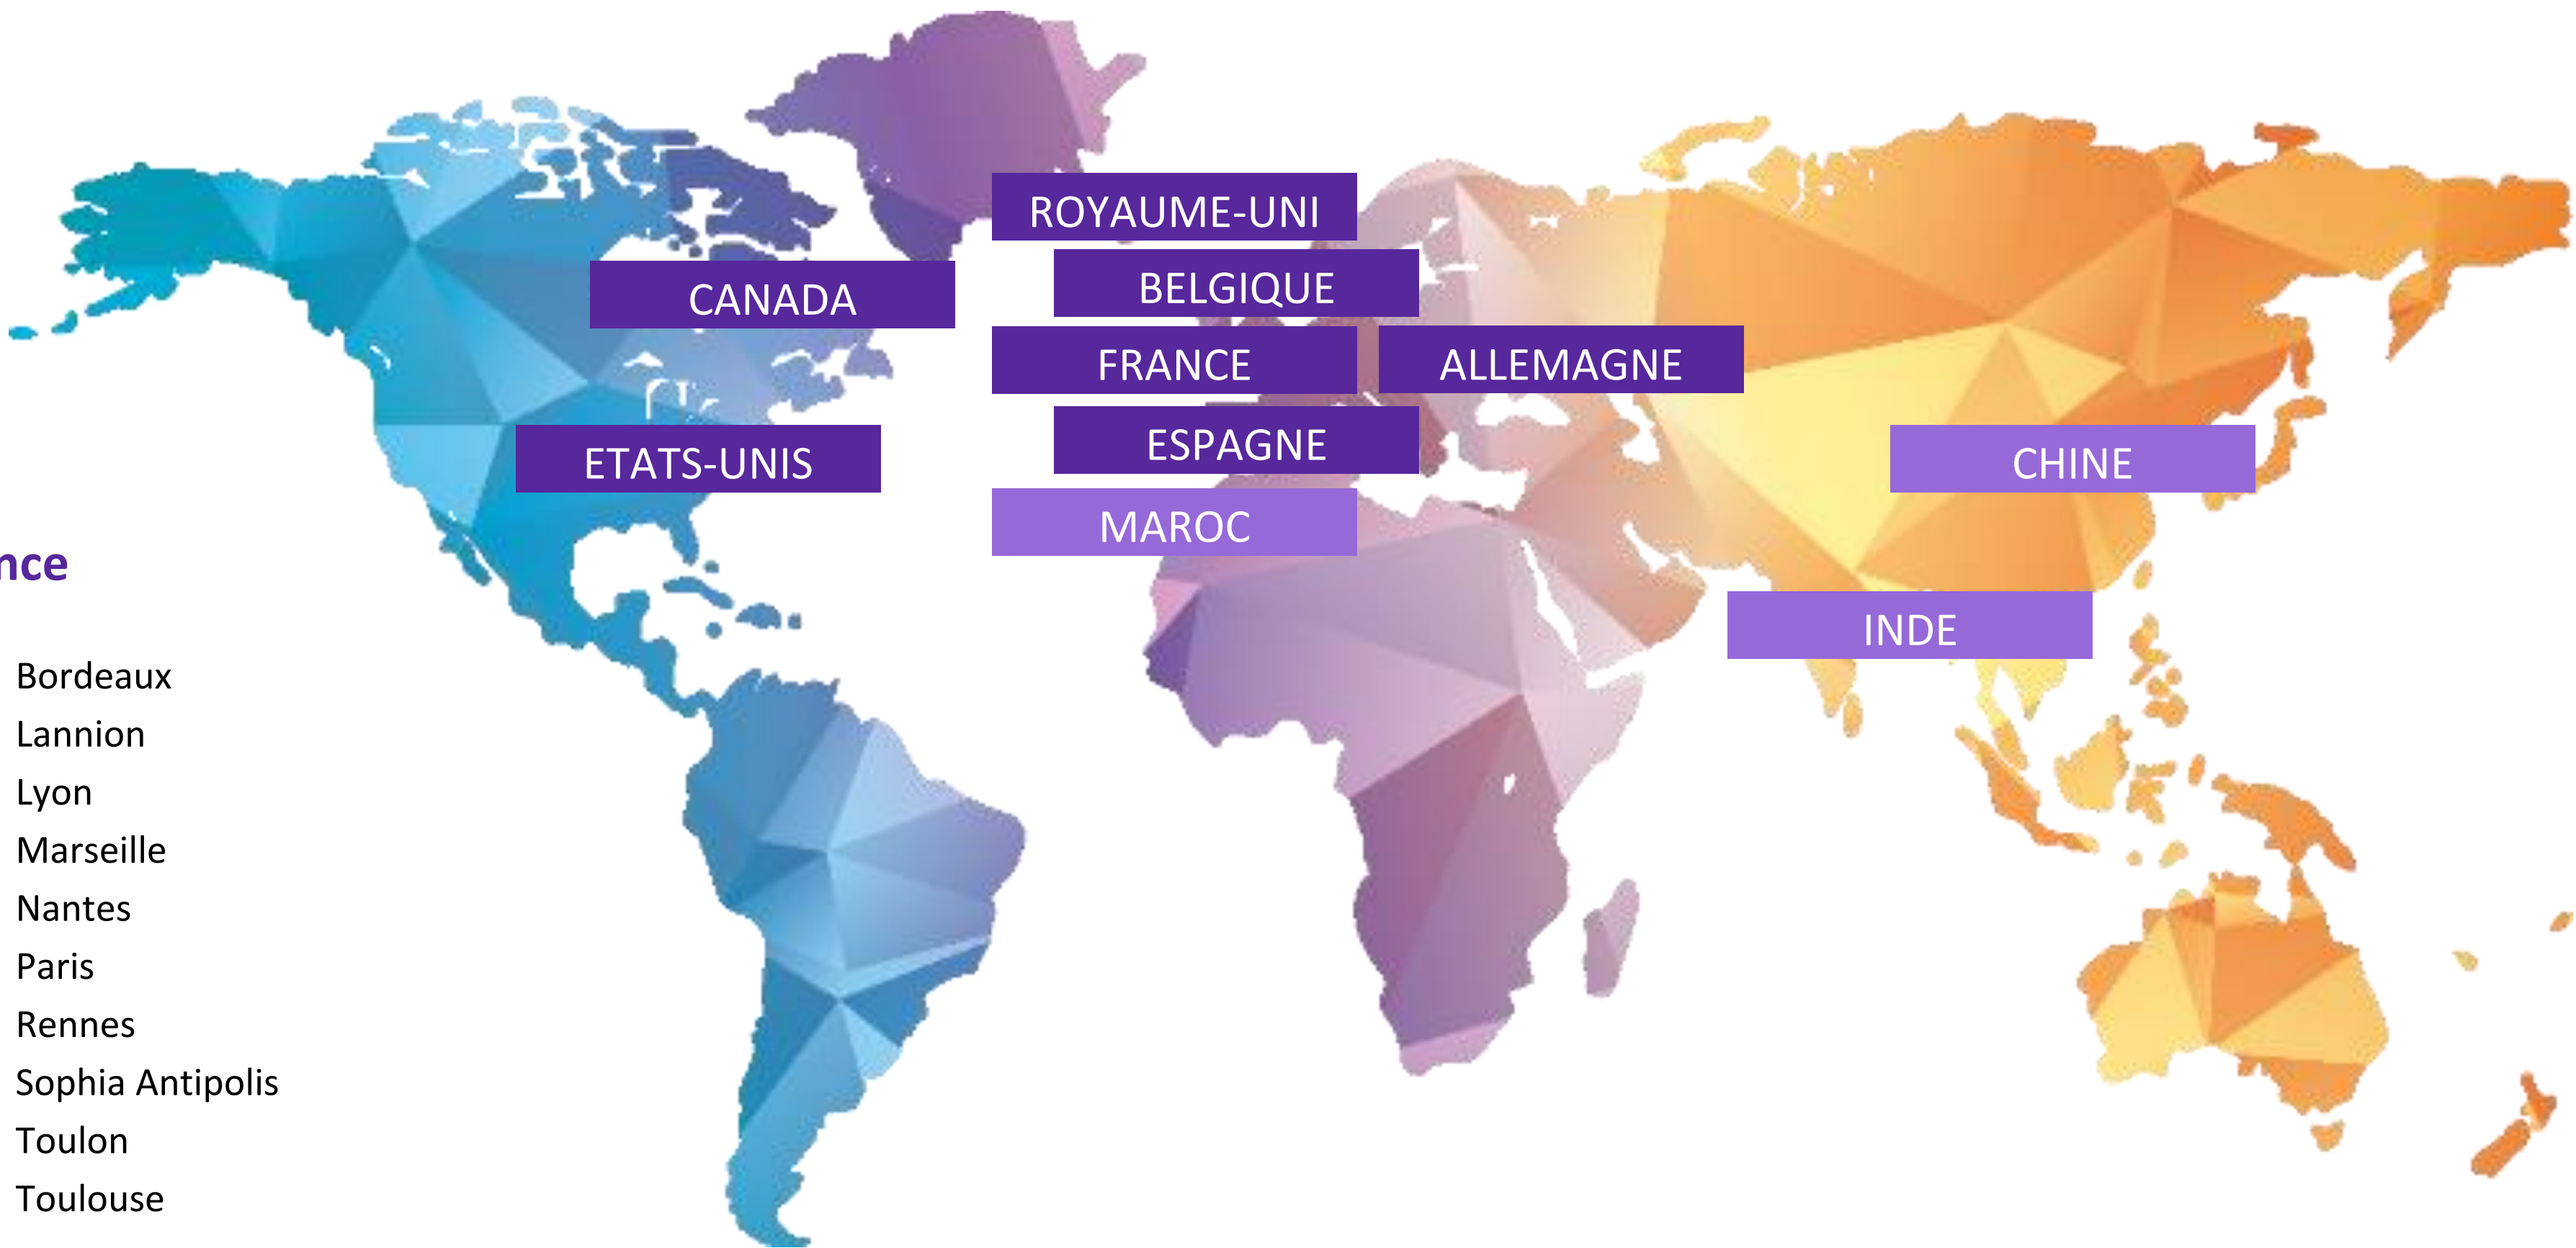 ROYAUME-UNI
BELGIQUE
CANADA
FRANCE
ALLEMAGNE
ESPAGNE
ETATS-UNIS
CHINE
MAROC
INDE
nce
Bordeaux
Lannion
Lyon
Marseille
Nantes
Paris
Rennes
Sophia Antipolis
Toulon
Toulouse